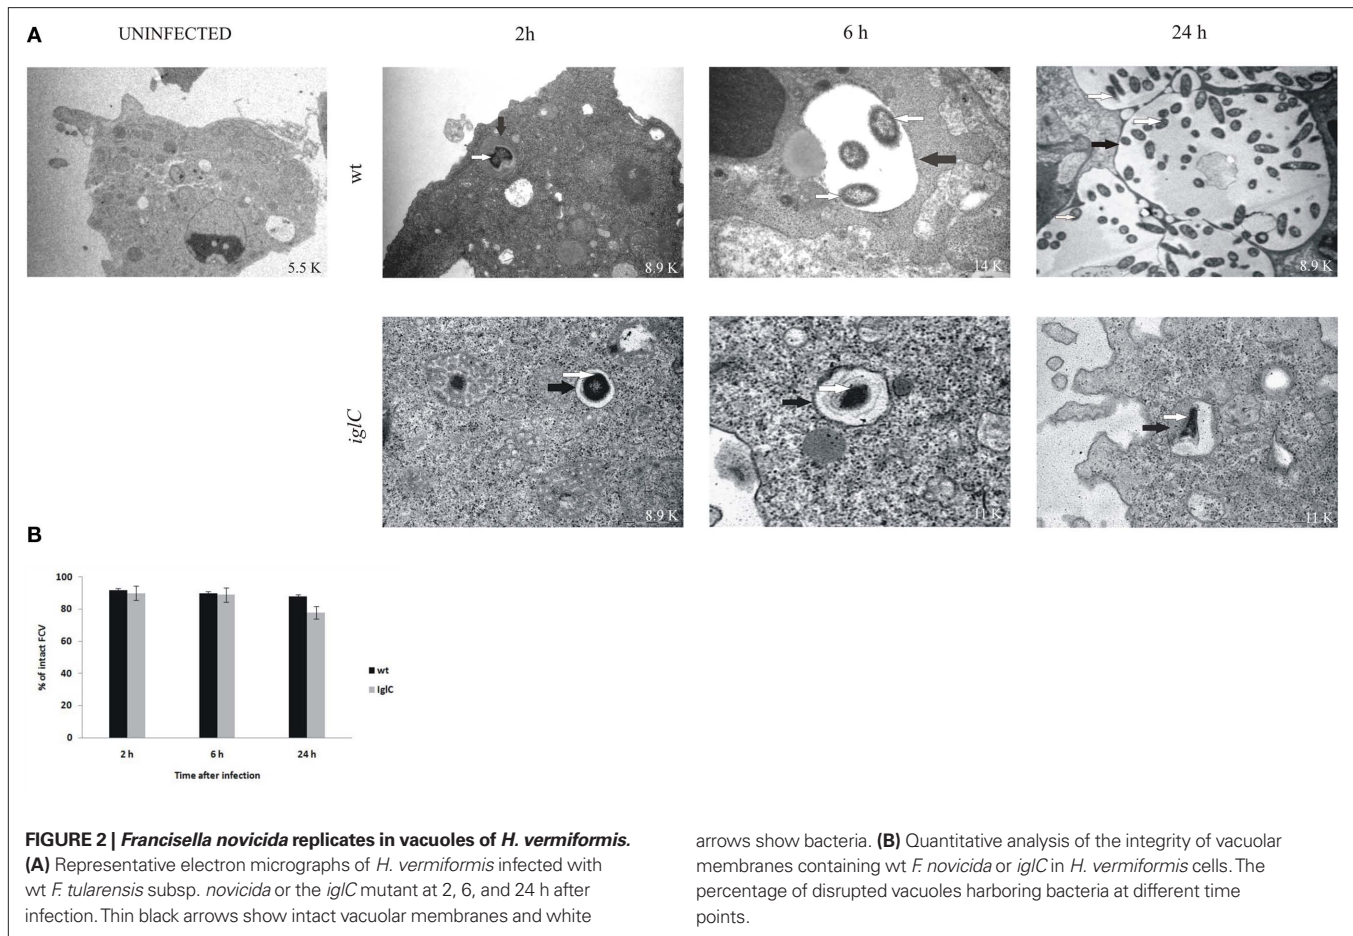 A
UNINFECTED
2h
6 h
24 h
wt
5.5 K
8.9 K
14 K
8.9 K
iglC
8.9 K
11 K
11 K
B
100
80
60
40
20
0
% of intact FCV
2 h
6 h
24 h
Time after infection
wt
IglC
FIGURE 2 | Francisella novicida replicates in vacuoles of H. vermiformis.
(A) Representative electron micrographs of H. vermiformis infected with
wt F. tularensis subsp. novicida or the iglC mutant at 2, 6, and 24 h after
infection. Thin black arrows show intact vacuolar membranes and white
arrows show bacteria. (B) Quantitative analysis of the integrity of vacuolar
membranes containing wt F. novicida or iglC in H. vermiformis cells. The
percentage of disrupted vacuoles harboring bacteria at different time
points.